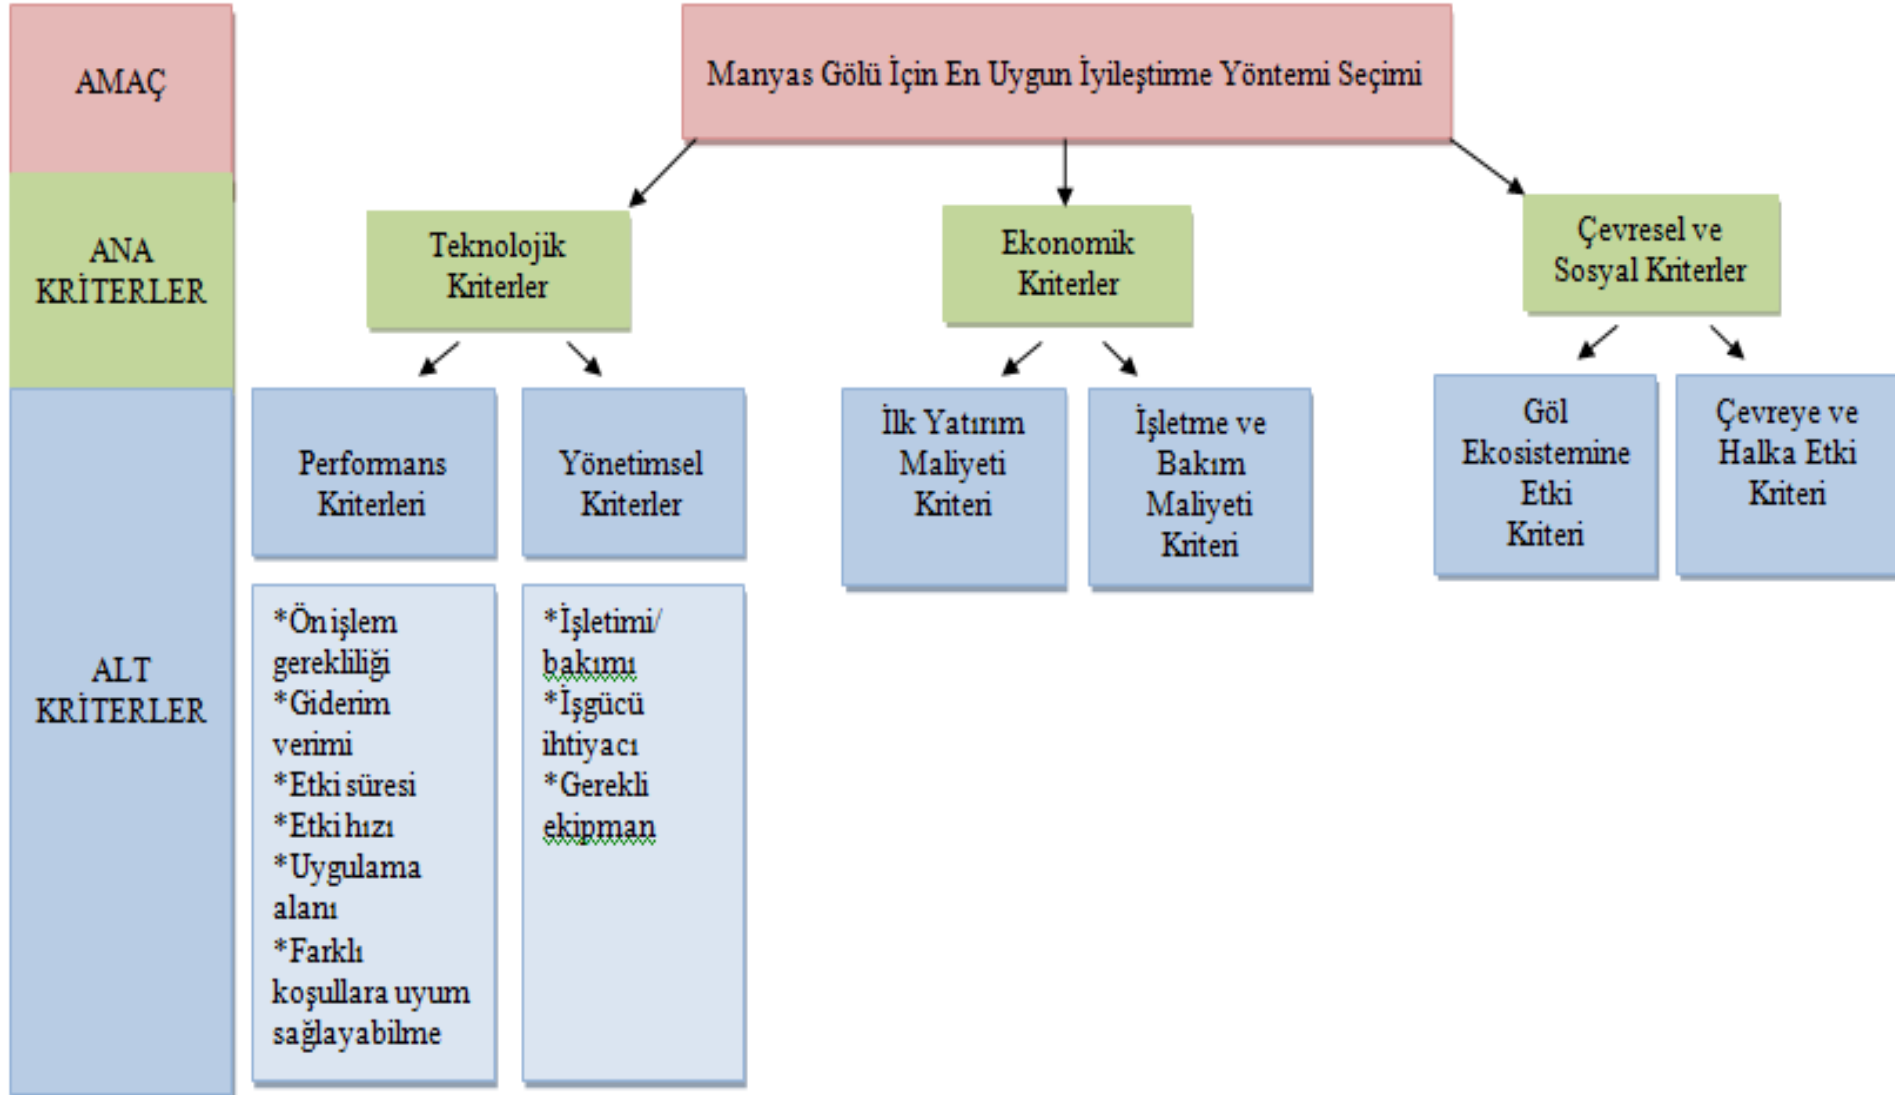 AMAÇ
Manyas Gölü İçin En Uygun İyileştirme Yöntemi Seçimi
ANA
KRİTERLER
Teknolojik
Kriterler
Ekonomik
Kriterler
Çevresel ve
Sosyal Kriterler
ALT
KRİTERLER
Performans
Kriterleri
Yönetimsel
Kriterler
İlk Yatırım
Maliyeti
Kriteri
İşletme ve
Bakım
Maliyeti
Kriteri
Göl
Ekosistemine
Etki
Kriteri
Çevreye ve
Halka Etki
Kriteri
*Ön işlem
gerekliliği
*Giderim
verimi
*Etki süresi
*Etki hızı
*Uygulama
alanı
*Farklı
koşullara uyum
sağlayabilme
*İşletimi/
bakımı
*İşgücü
ihtiyacı
*Gerekli
ekipman